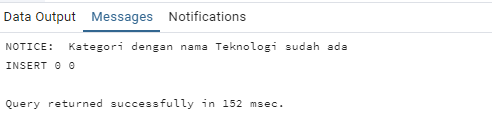 Data Output Messages Notifications
NOTICE:  Kategori dengan nama Teknologi sudah ada
INSERT 0 0
Query returned successfully in 152 msec.